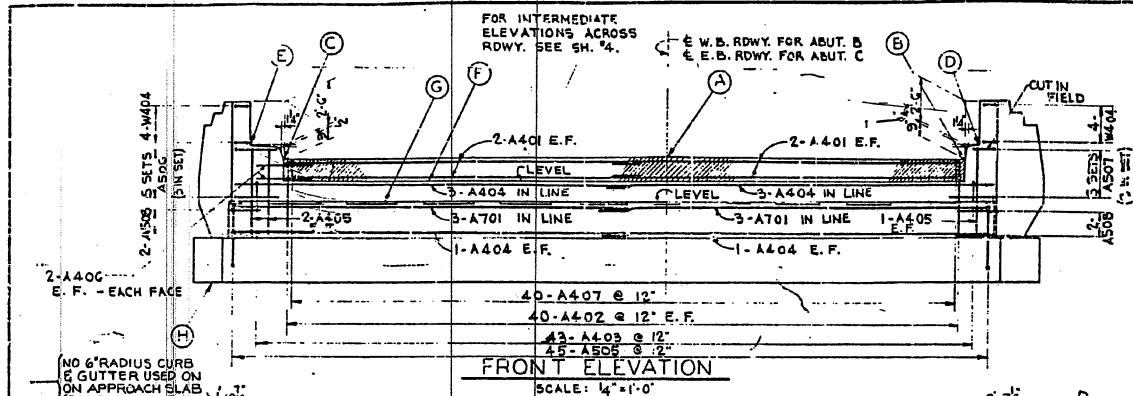 FOR INTERMEDIATE
ELEVATIONS ACROSS
RDWY. SEE SH. #4.
℄ W.B. RDWY. FOR ABUT. B
℄ E.B. RDWY. FOR ABUT. C
E
C
F
G
A
B
D
CUT IN
FIELD
2-A401 E.F.
2-A401 E.F.
LEVEL
3-A404 IN LINE
LEVEL
3-A404 IN LINE
3-A701 IN LINE
3-A701 IN LINE
1-A404 E.F.
1-A404 E.F.
2-A405
1-A405
E.F.
4-W404
5 SETS
A506
(3 IN SET)
2-A508
4-
W404
5 SETS
A507
2-
A508
2-A406
E.F. - EACH FACE
H
40-A407 @ 12"
40-A402 @ 12" E.F.
43-A403 @ 12"
45-A505 @ 12"
FRONT ELEVATION
SCALE: 1/4"=1'-0"
NO 6" RADIUS CURB
& GUTTER USED ON
ON APPROACH SLAB